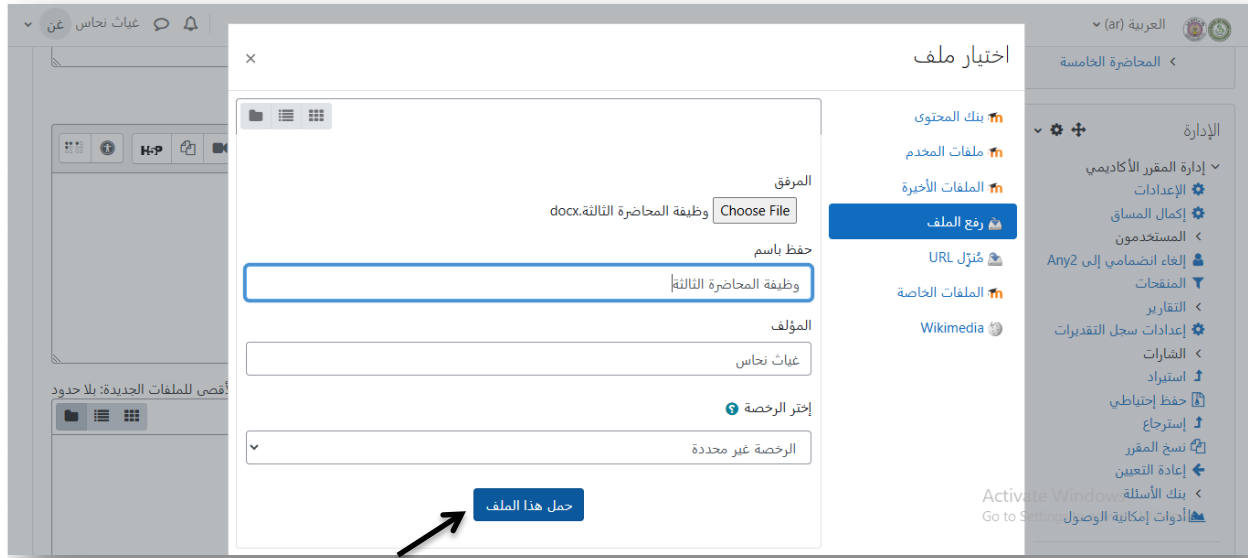 العربية (ar)
غياث نحاس
غن
المحاضرة الخامسة
الإدارة
إدارة المقرر الأكاديمي
الإعدادات
إكمال المساق
المستخدمون
إلغاء انضمامي إلى Any2
المنقحات
التقارير
إعدادات سجل التقديرات
الشارات
استيراد
حفظ إحتياطي
إسترجاع
نسخ المقرر
إعادة التعيين
بنك الأسئلة
أدوات إمكانية الوصول
اختيار ملف
×
بنك المحتوى
ملفات المخدم
الملفات الأخيرة
رفع الملف
مُنزّل URL
الملفات الخاصة
Wikimedia
المرفق
Choose File
وظيفة المحاضرة الثالثة.docx
حفظ باسم
وظيفة المحاضرة الثالثة
المؤلف
غياث نحاس
إختر الرخصة
الرخصة غير محددة
حمل هذا الملف
H-P
أقصى للملفات الجديدة: بلا حدود
Activate Windows
Go to